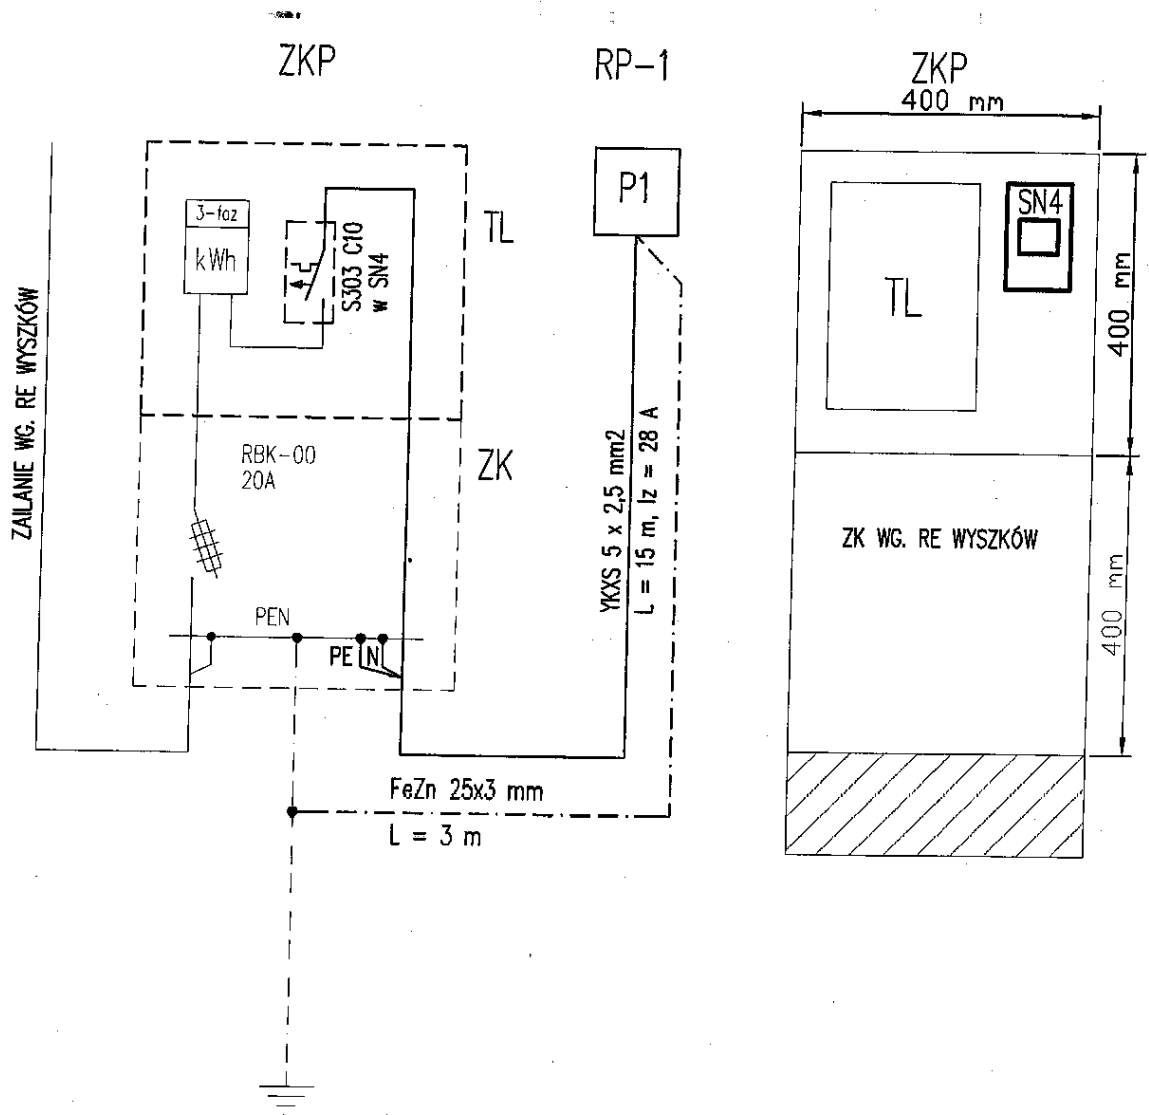 ZKP
RP-1
ZKP
400 mm
3-faz
kWh
S303 C10
w SN4
TL
P1
TL
SN4
400 mm
ZAILANIE WG. RE WYSZKÓW
RBK-00
20A
ZK
YKXS 5 x 2,5 mm2
L = 15 m, Iz = 28 A
ZK WG. RE WYSZKÓW
400 mm
PEN
PE N
FeZn 25x3 mm
L = 3 m